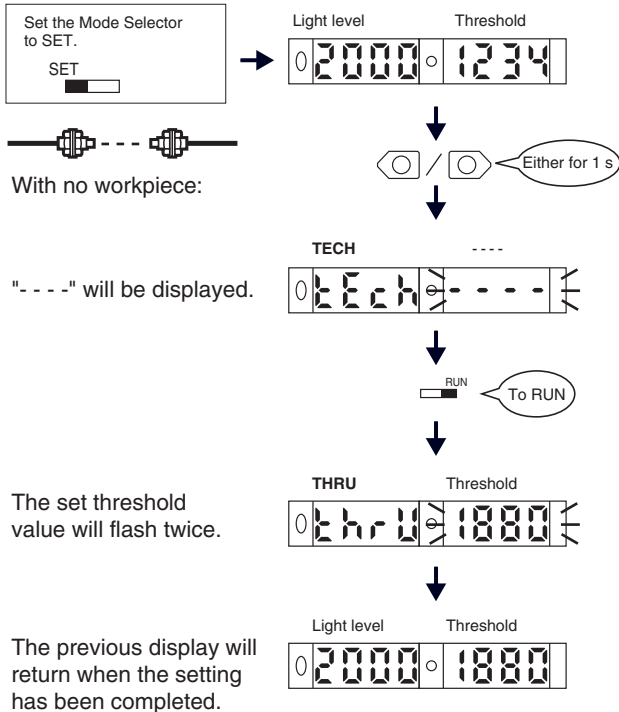 Set the Mode Selector
to SET.
SET
Light level Threshold
2000 1234
Either for 1 s
With no workpiece:
TECH - - - -
"- - - -" will be displayed.
tEch - - - -
RUN
To RUN
THRU Threshold
The set threshold
value will flash twice.
thrU 1880
Light level Threshold
The previous display will
return when the setting
has been completed.
2000 1880